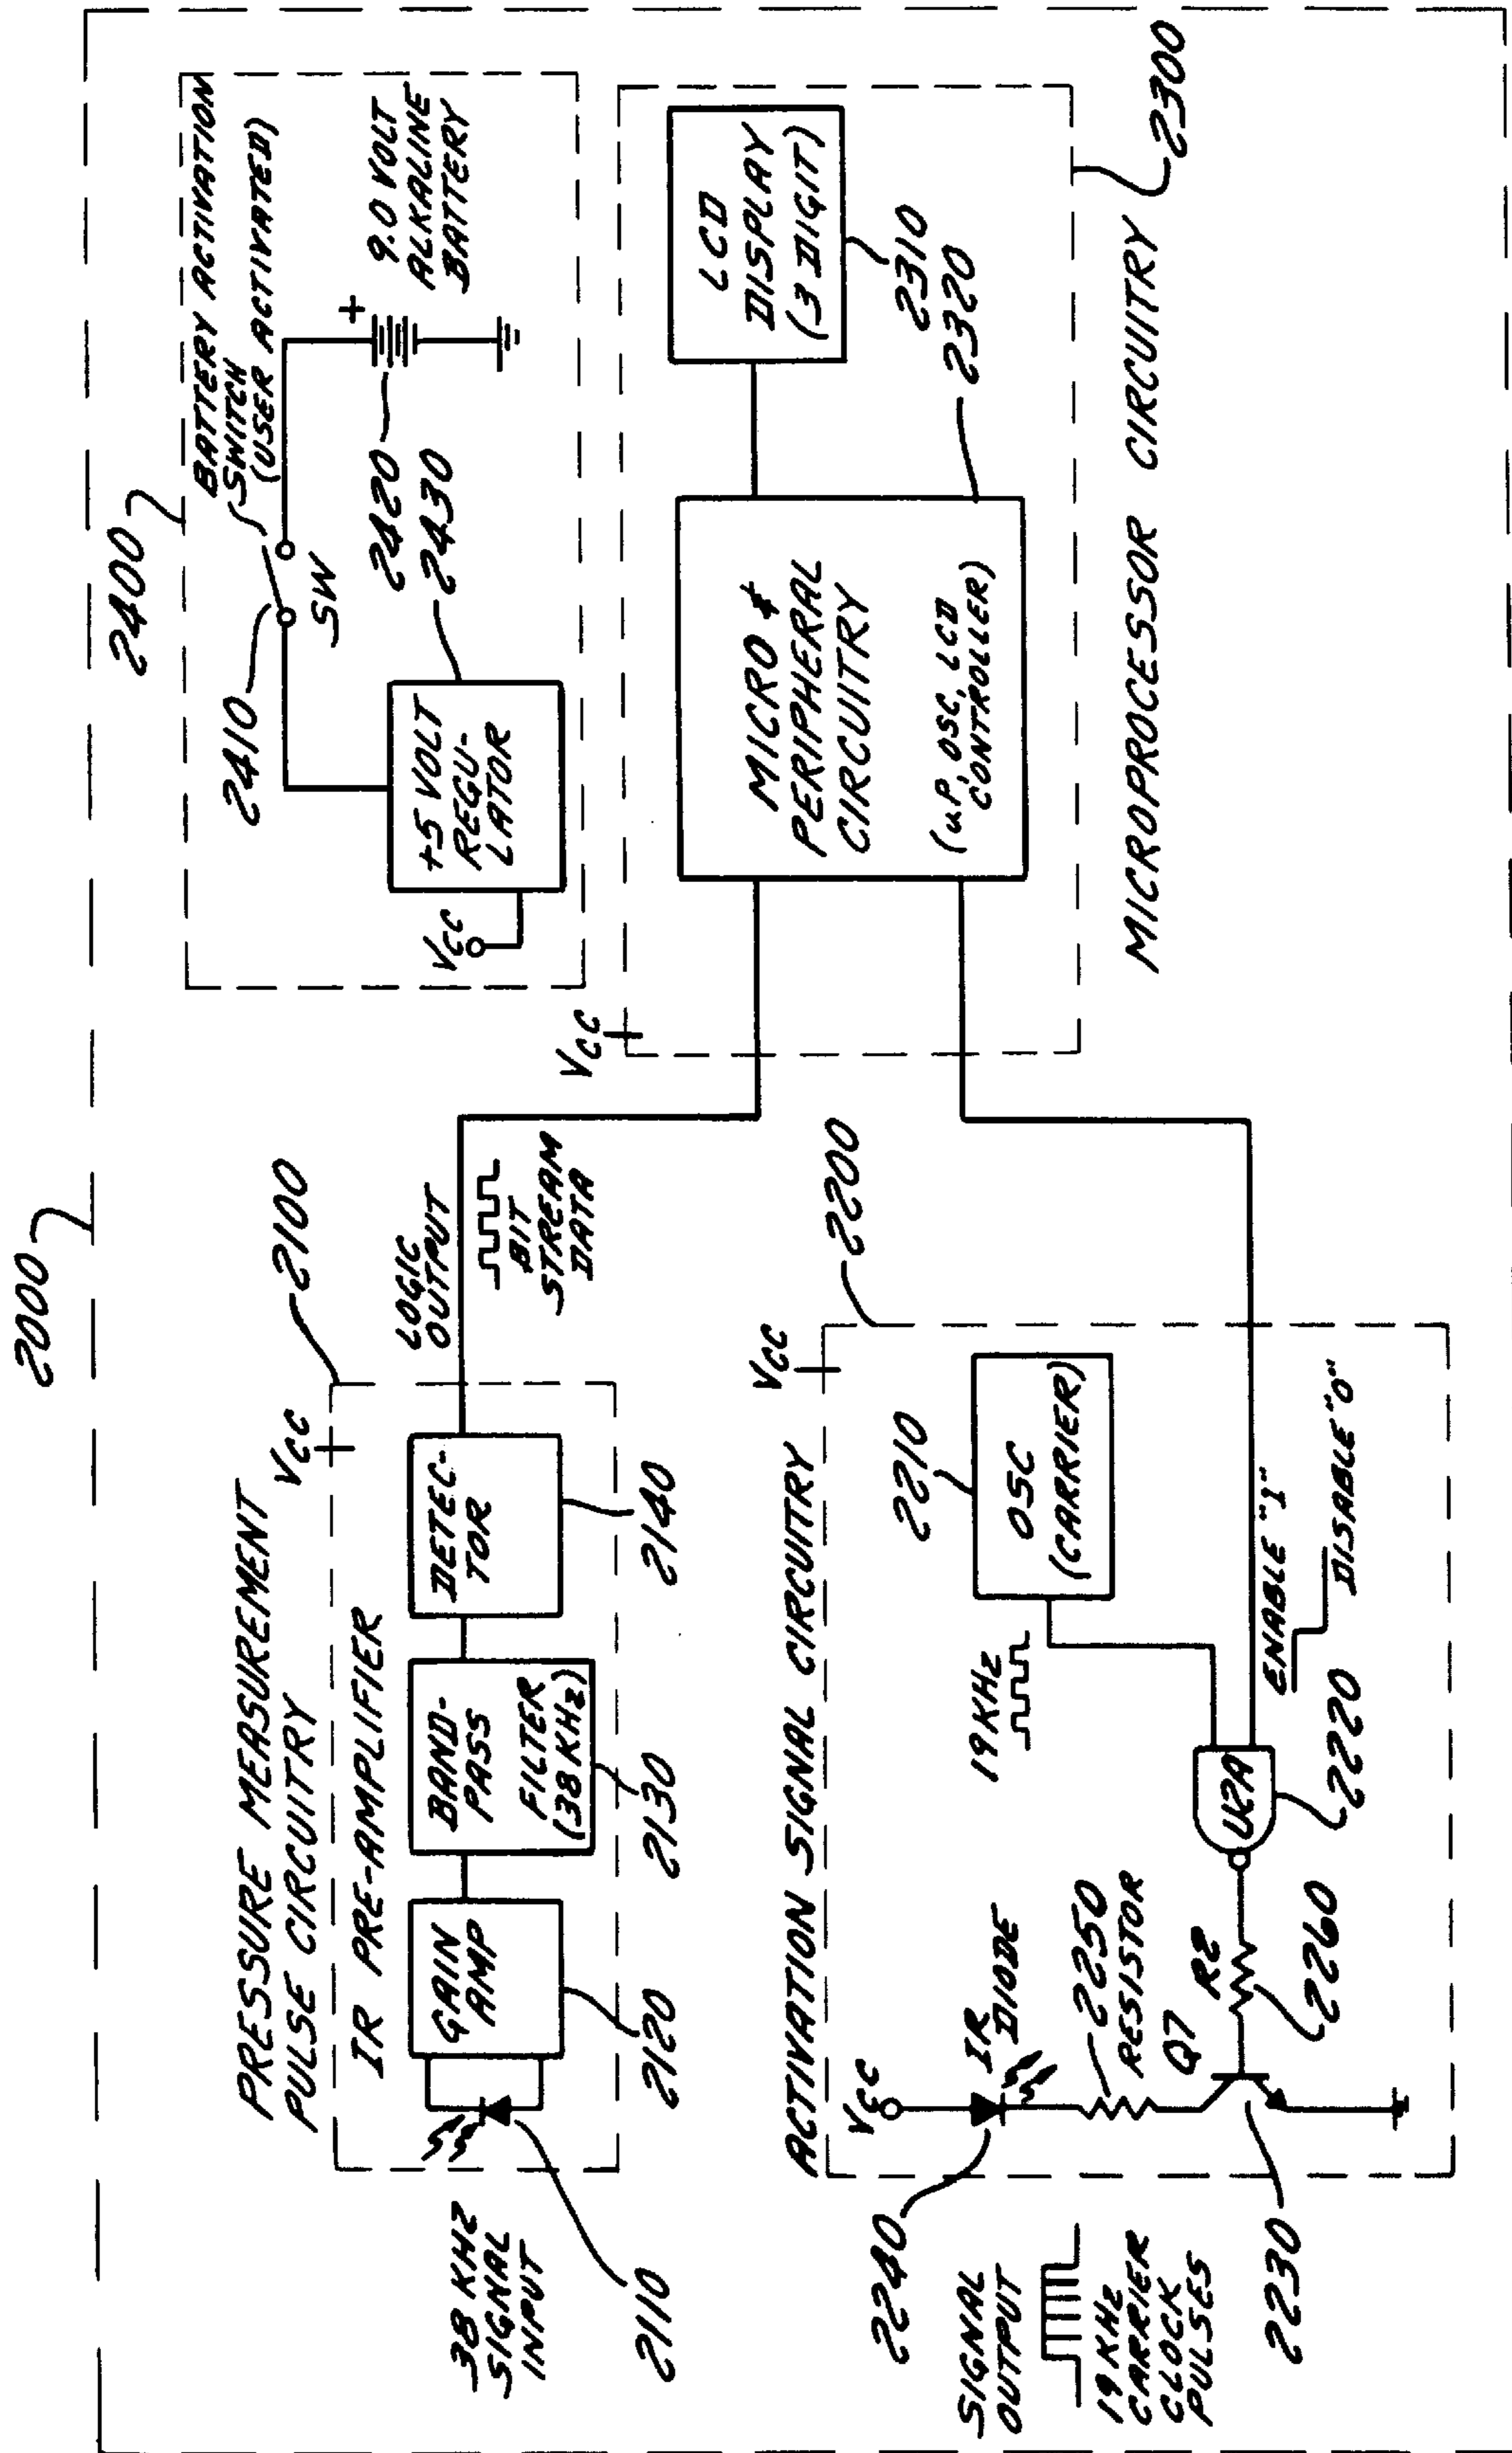 2000
2400
BATTERY ACTIVATION
SWITCH
(USER ACTIVATED)
2410
SW
+
9.0 VOLT
ALKALINE
BATTERY
2420
2430
+5 VOLT
REGU-
LATOR
VCC
PRESSURE MEASUREMENT
PULSE CIRCUITRY
VCC
2100
IR PRE-AMPLIFIER
38 KHZ
SIGNAL
INPUT
2110
GAIN
AMP
2120
BAND-
PASS
FILTER
(38 KHz)
2130
DETEC-
TOR
2140
LOGIC
OUTPUT
BIT
STREAM
DATA
VCC
MICRO &
PERIPHERAL
CIRCUITRY
(uP, OSC, LCD
CONTROLLER)
LCD
DISPLAY
(3 DIGIT)
2310
2320
MICROPROCESSOR CIRCUITRY
2300
ACTIVATION SIGNAL CIRCUITRY
VCC
2200
2210
OSC
(CARRIER)
19 KHz
VCC
IR
DIODE
2240
2250
RESISTOR
Q7
R2
2260
U2A
2220
ENABLE "1"
DISABLE "0"
2230
SIGNAL
OUTPUT
19 KHz
CARRIER
CLOCK
PULSES